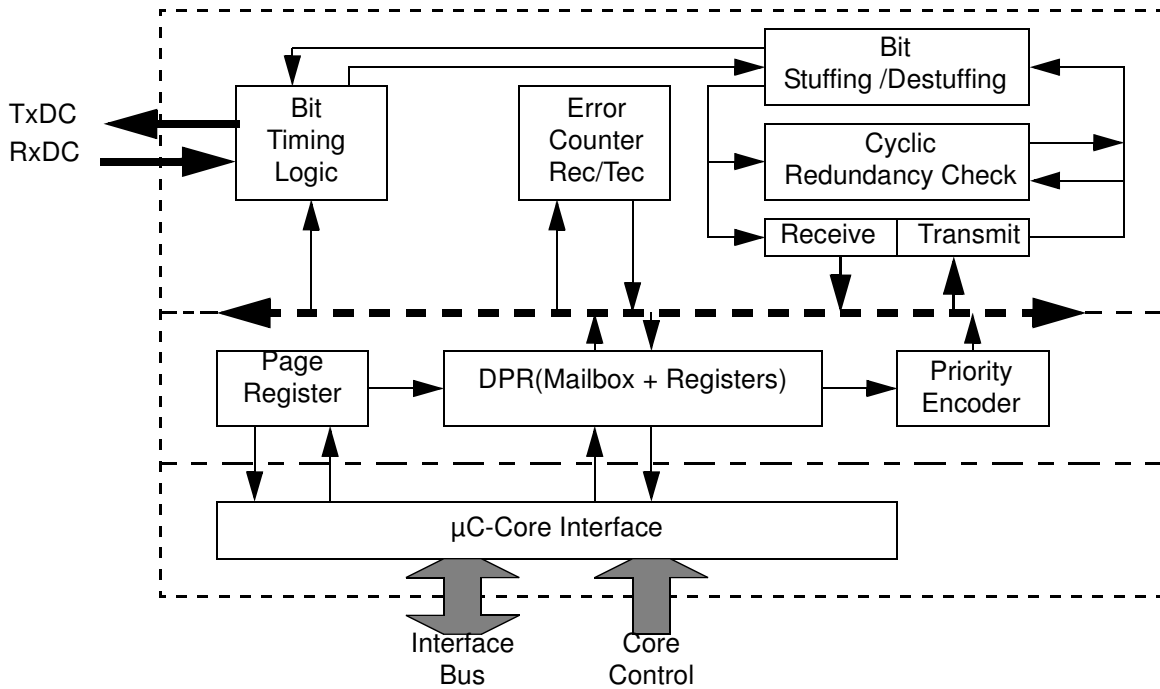 Bit
Stuffing /Destuffing
TxDC
RxDC
Bit
Timing
Logic
Error
Counter
Rec/Tec
Cyclic
Redundancy Check
Receive
Transmit
Page
Register
DPR(Mailbox + Registers)
Priority
Encoder
µC-Core Interface
Interface
Bus
Core
Control